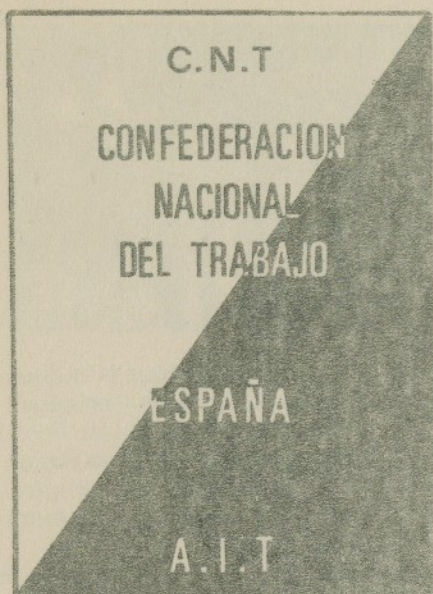 C.N.T
CONFEDERACION
NACIONAL
DEL TRABAJO
ESPAÑA
A.I.T